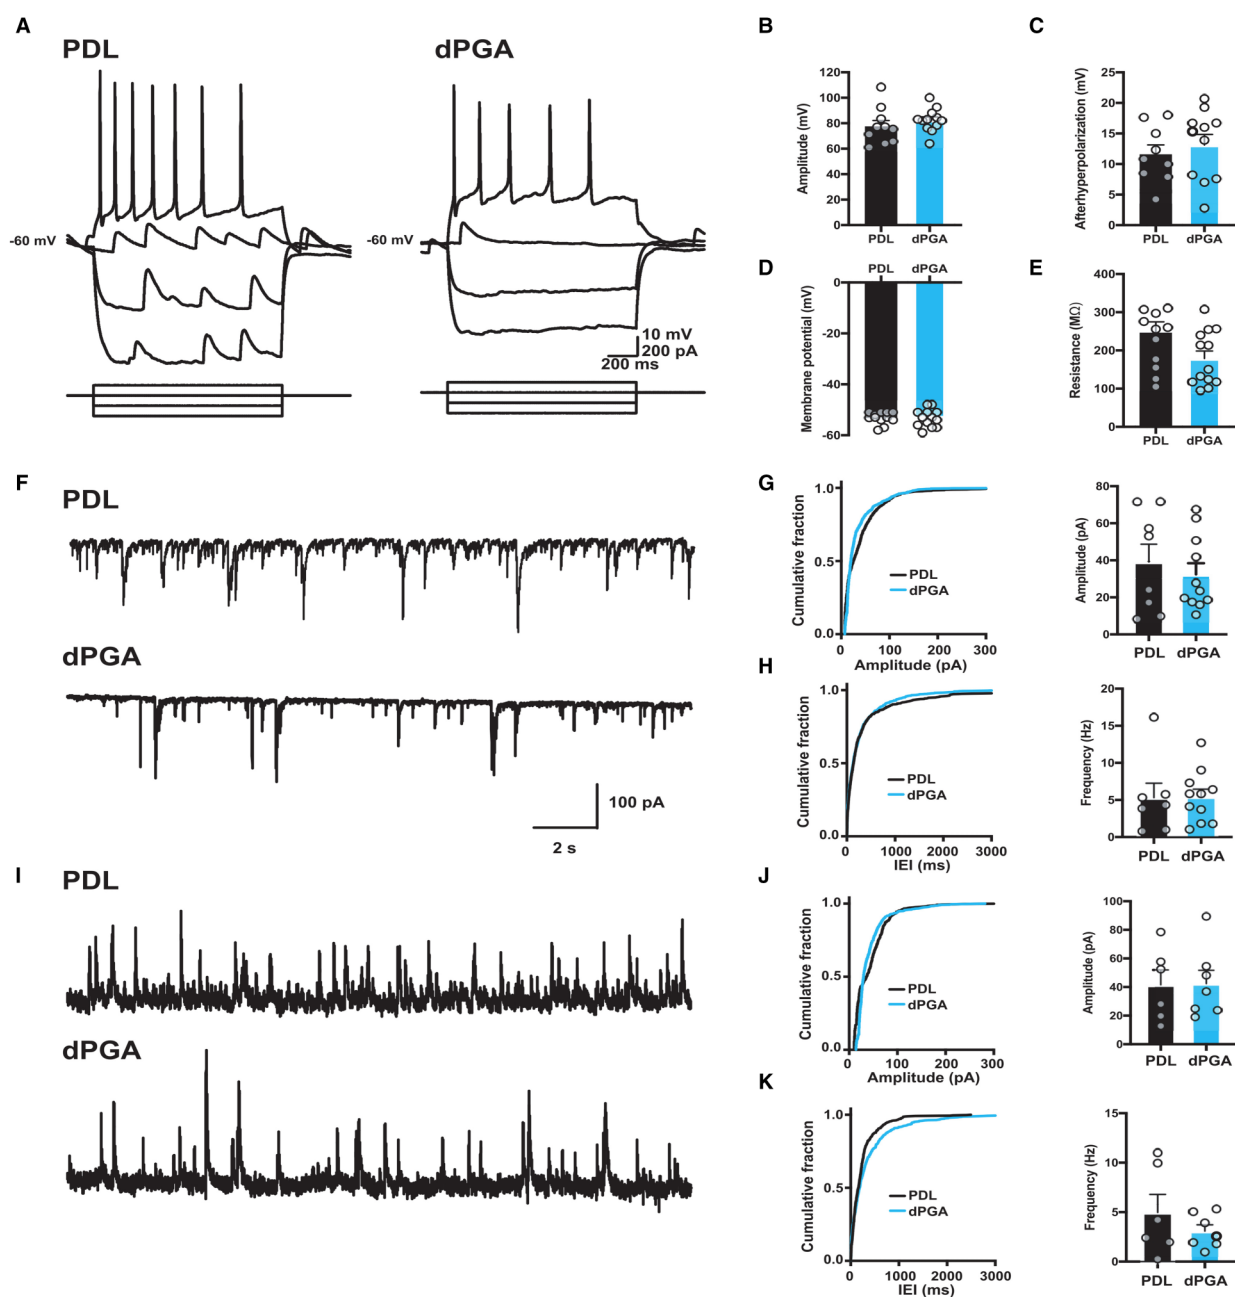 A
PDL
dPGA
-60 mV
-60 mV
10 mV
200 pA
200 ms
B
Amplitude (mV)
120
100
80
60
40
20
0
PDL
dPGA
C
Afterhyperpolarization (mV)
25
20
15
10
5
0
PDL
dPGA
D
PDL
dPGA
Membrane potential (mV)
0
-20
-40
-60
E
Resistance (MΩ)
400
300
200
100
0
PDL
dPGA
F
PDL
dPGA
100 pA
2 s
G
Cumulative fraction
1.0
0.5
0.0
PDL
dPGA
0
100
200
300
Amplitude (pA)
Amplitude (pA)
80
60
40
20
0
PDL
dPGA
H
Cumulative fraction
1.0
0.5
0.0
PDL
dPGA
0
1000
2000
3000
IEI (ms)
Frequency (Hz)
20
15
10
5
0
PDL
dPGA
I
PDL
dPGA
J
Cumulative fraction
1.0
0.5
0.0
PDL
dPGA
0
100
200
300
Amplitude (pA)
Amplitude (pA)
100
80
60
40
20
0
PDL
dPGA
K
Cumulative fraction
1.0
0.5
0.0
PDL
dPGA
0
1000
2000
3000
IEI (ms)
Frequency (Hz)
15
10
5
0
PDL
dPGA